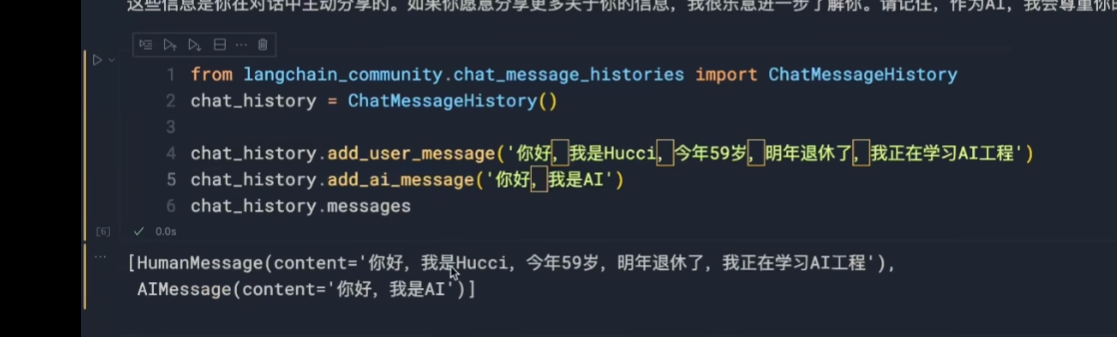 这些信息是你在对话中主动分享的。如果你愿意分享更多关于你的信息，我很乐意进一步了解你。请记住，作为AI，我会尊重你
1 from langchain_community.chat_message_histories import ChatMessageHistory
2 chat_history = ChatMessageHistory()
3
4 chat_history.add_user_message('你好，我是Hucci，今年59岁，明年退休了，我正在学习AI工程')
5 chat_history.add_ai_message('你好，我是AI')
6 chat_history.messages
[6] ✓ 0.0s
[HumanMessage(content='你好，我是Hucci，今年59岁，明年退休了，我正在学习AI工程'),
AIMessage(content='你好，我是AI')]